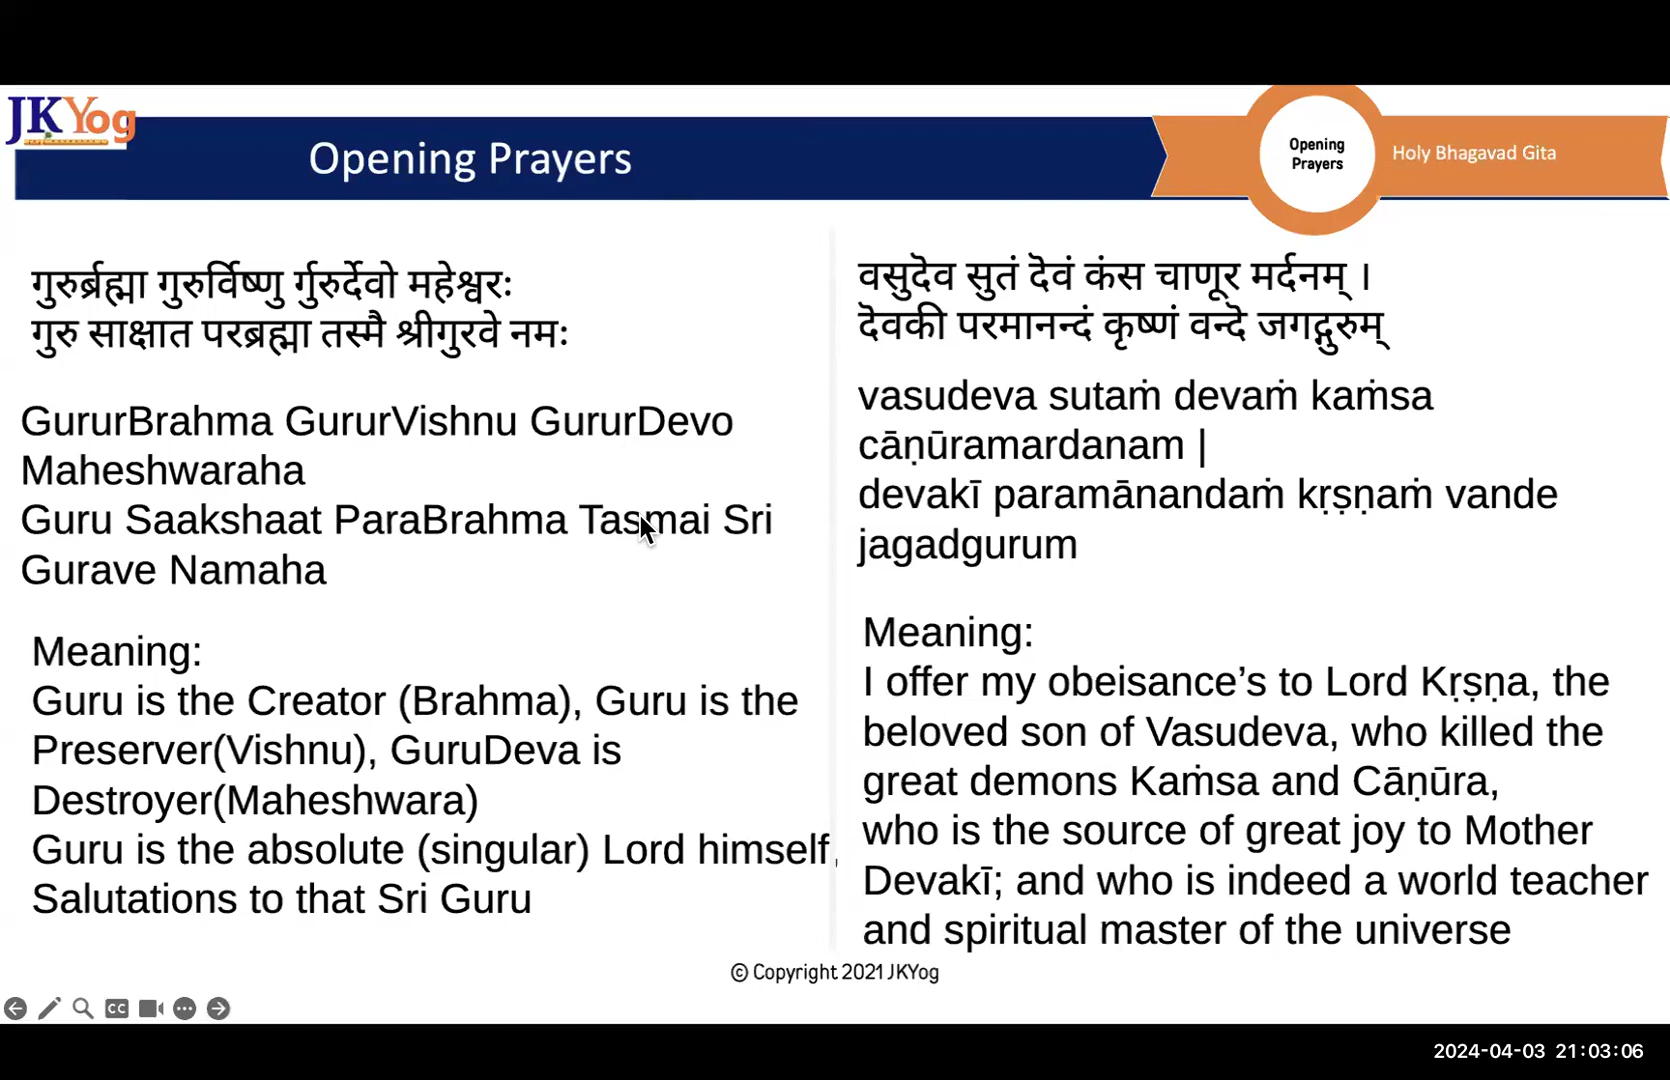 JKYog
Opening Prayers
Opening
Prayers
Holy Bhagavad Gita
गुरुर्ब्रह्मा गुरुर्विष्णु र्गुरुर्देवो महेश्वरः
गुरु साक्षात परब्रह्मा तस्मै श्रीगुरवे नमः
GururBrahma GururVishnu GururDevo
Maheshwaraha
Guru Saakshaat ParaBrahma Tasmai Sri
Gurave Namaha
Meaning:
Guru is the Creator (Brahma), Guru is the
Preserver(Vishnu), GuruDeva is
Destroyer(Maheshwara)
Guru is the absolute (singular) Lord himself,
Salutations to that Sri Guru
वसुदॆव सुतं दॆवं कंस चाणूर मर्दनम् ।
दॆवकी परमानन्दं कृष्णं वन्दॆ जगद्गुरुम्
vasudeva sutaṁ devaṁ kaṁsa
cāṇūramardanam |
devakī paramānandaṁ kṛṣṇaṁ vande
jagadgurum
Meaning:
I offer my obeisance’s to Lord Kṛṣṇa, the
beloved son of Vasudeva, who killed the
great demons Kaṁsa and Cāṇūra,
who is the source of great joy to Mother
Devakī; and who is indeed a world teacher
and spiritual master of the universe
© Copyright 2021 JKYog
CC
2024-04-03 21:03:06